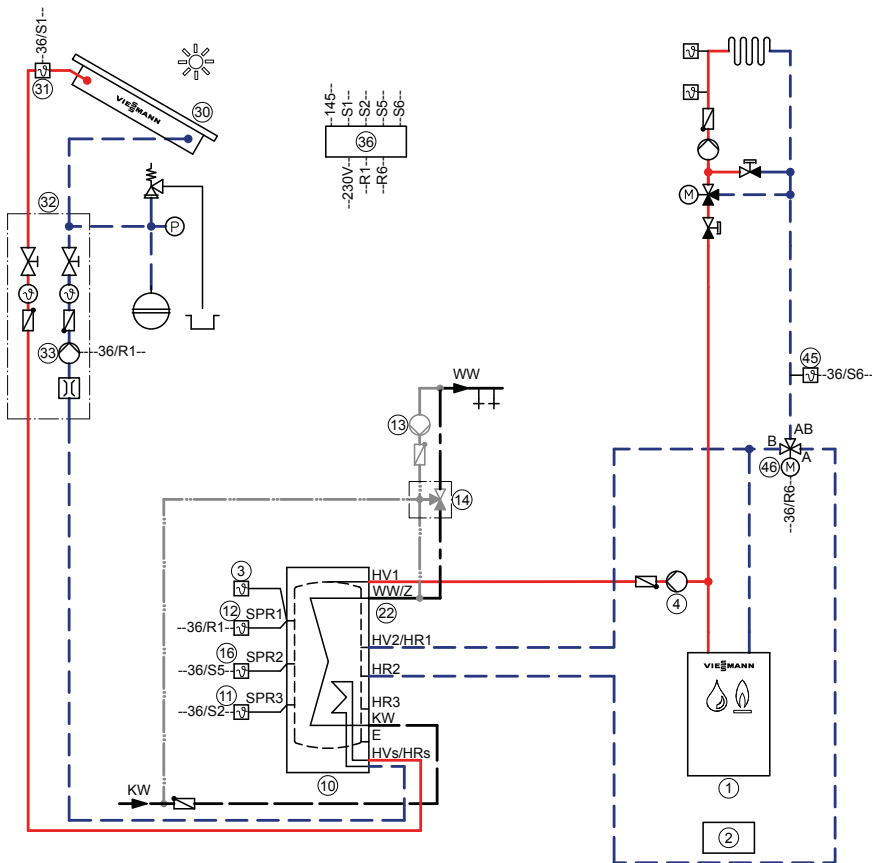 --36/S1--
31
VIESMANN
30
32
P
33
--36/R1--
---145--
--S1--
--S2--
--S5--
--S6--
36
--230V--
--R1--
--R6--
M
45
--36/S6--
B
AB
A
46
M
--36/R6--
WW
13
14
3
12
SPR1
--36/R1--
16
SPR2
--36/S5--
11
SPR3
--36/S2--
HV1
WW/Z
22
HV2/HR1
HR2
HR3
KW
E
HVs/HRs
10
KW
4
VIESMANN
1
2